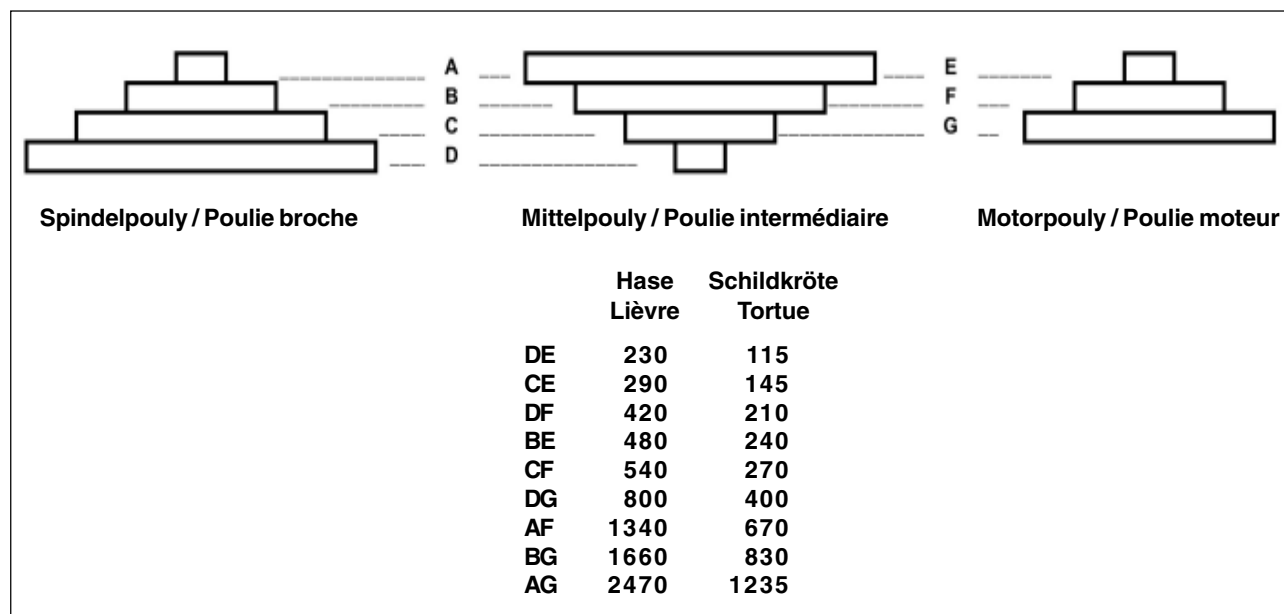 A E
B F
C G
D
Spindelpouly / Poulie broche Mittelpouly / Poulie intermédiaire Motorpouly / Poulie moteur
Hase Schildkröte
Lièvre Tortue
DE 230 115
CE 290 145
DF 420 210
BE 480 240
CF 540 270
DG 800 400
AF 1340 670
BG 1660 830
AG 2470 1235